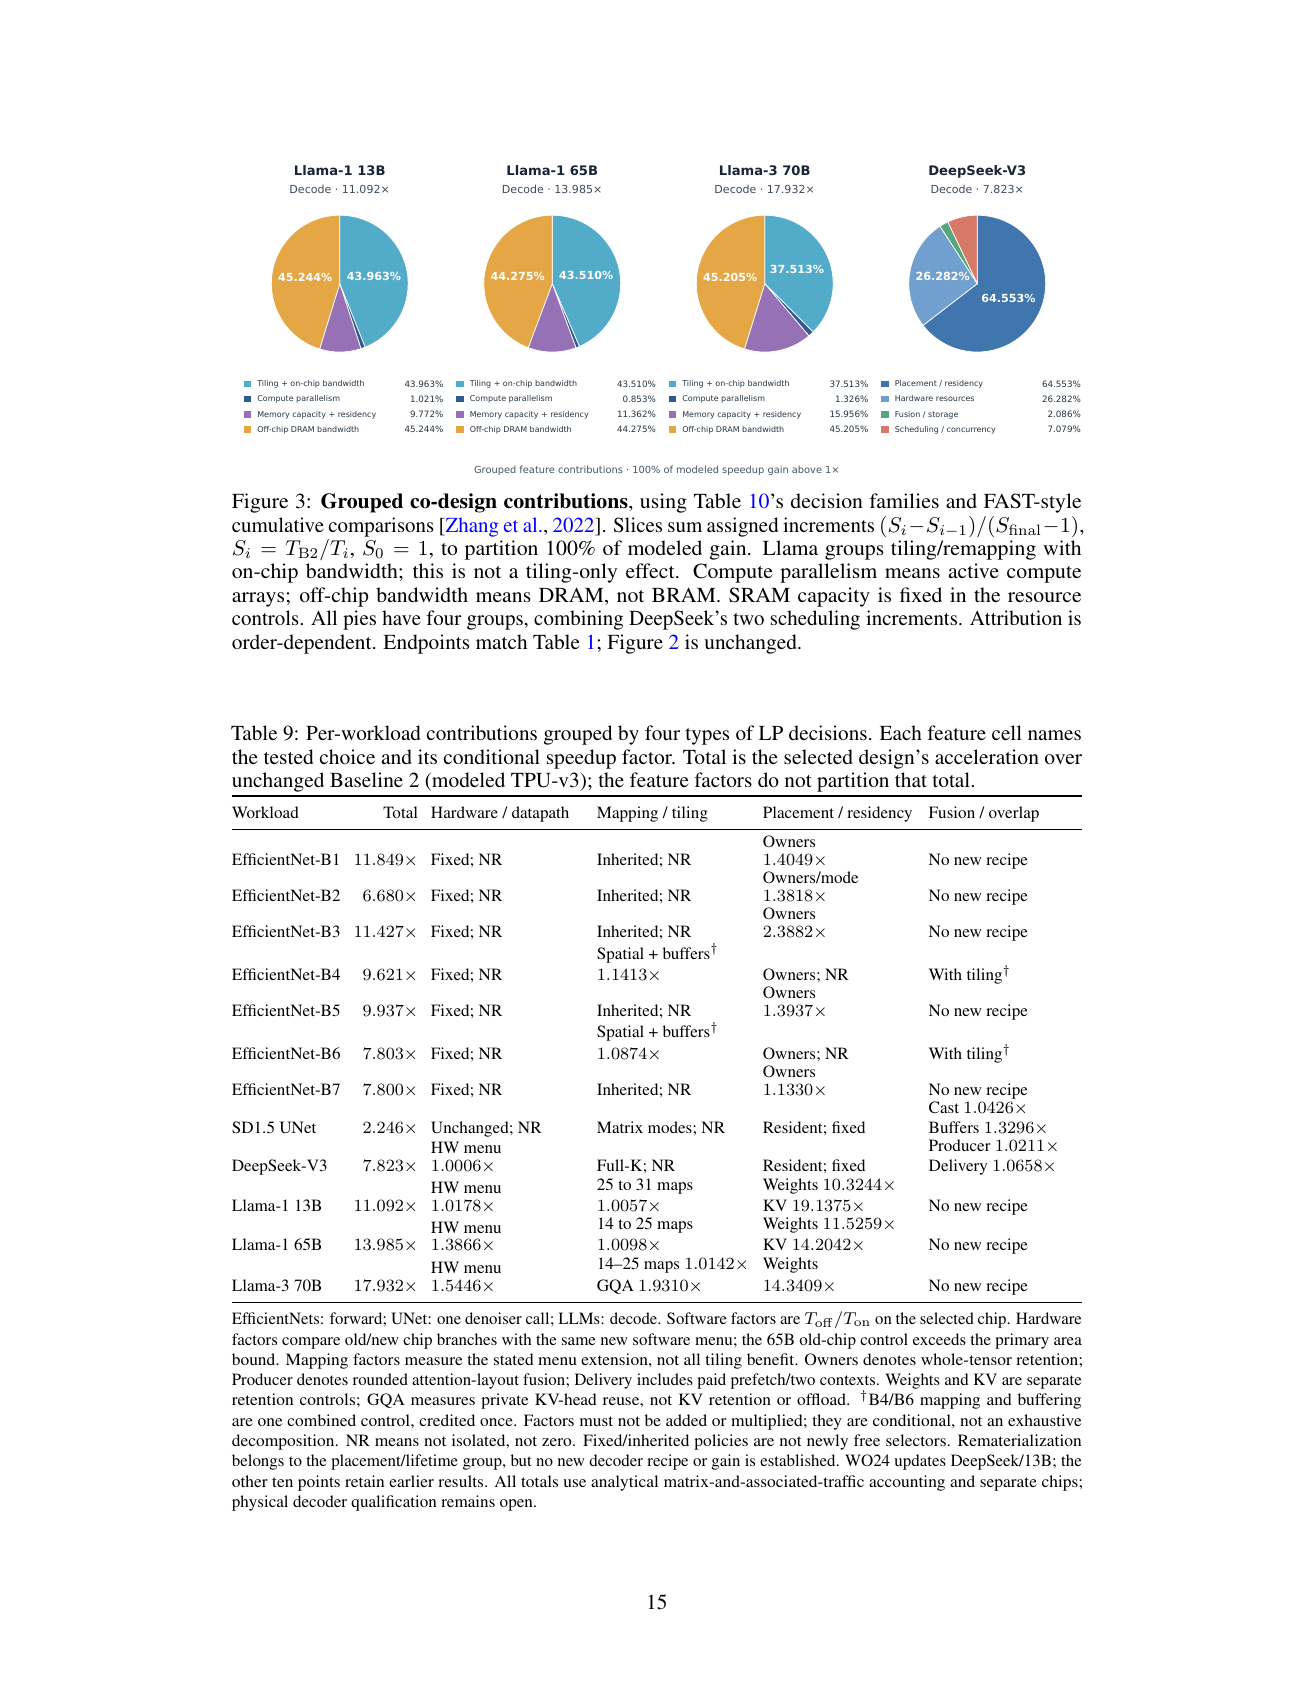 Llama-1 13B
Decode · 11.092×
Llama-1 65B
Decode · 13.985×
Llama-3 70B
Decode · 17.932×
DeepSeek-V3
Decode · 7.823×
45.244% 43.963%
44.275% 43.510%
45.205% 37.513%
26.282% 64.553%
Tiling + on-chip bandwidth 43.963%
Compute parallelism 1.021%
Memory capacity + residency 9.772%
Off-chip DRAM bandwidth 45.244%
Tiling + on-chip bandwidth 43.510%
Compute parallelism 0.853%
Memory capacity + residency 11.362%
Off-chip DRAM bandwidth 44.275%
Tiling + on-chip bandwidth 37.513%
Compute parallelism 1.326%
Memory capacity + residency 15.956%
Off-chip DRAM bandwidth 45.205%
Placement / residency 64.553%
Hardware resources 26.282%
Fusion / storage 2.086%
Scheduling / concurrency 7.079%
Grouped feature contributions · 100% of modeled speedup gain above 1×
Figure 3: Grouped co-design contributions, using Table 10's decision families and FAST-style
cumulative comparisons [Zhang et al., 2022]. Slices sum assigned increments (S_i−S_{i−1})/(S_final−1),
S_i = T_B2/T_i, S_0 = 1, to partition 100% of modeled gain. Llama groups tiling/remapping with
on-chip bandwidth; this is not a tiling-only effect. Compute parallelism means active compute
arrays; off-chip bandwidth means DRAM, not BRAM. SRAM capacity is fixed in the resource
controls. All pies have four groups, combining DeepSeek's two scheduling increments. Attribution is
order-dependent. Endpoints match Table 1; Figure 2 is unchanged.
Table 9: Per-workload contributions grouped by four types of LP decisions. Each feature cell names
the tested choice and its conditional speedup factor. Total is the selected design's acceleration over
unchanged Baseline 2 (modeled TPU-v3); the feature factors do not partition that total.
Workload Total Hardware / datapath Mapping / tiling Placement / residency Fusion / overlap
Owners
EfficientNet-B1 11.849× Fixed; NR Inherited; NR 1.4049× No new recipe
Owners/mode
EfficientNet-B2 6.680× Fixed; NR Inherited; NR 1.3818× No new recipe
Owners
EfficientNet-B3 11.427× Fixed; NR Inherited; NR 2.3882× No new recipe
Spatial + buffers†
EfficientNet-B4 9.621× Fixed; NR 1.1413× Owners; NR With tiling†
Owners
EfficientNet-B5 9.937× Fixed; NR Inherited; NR 1.3937× No new recipe
Spatial + buffers†
EfficientNet-B6 7.803× Fixed; NR 1.0874× Owners; NR With tiling†
Owners
EfficientNet-B7 7.800× Fixed; NR Inherited; NR 1.1330× No new recipe
Cast 1.0426×
SD1.5 UNet 2.246× Unchanged; NR Matrix modes; NR Resident; fixed Buffers 1.3296×
HW menu Producer 1.0211×
DeepSeek-V3 7.823× 1.0006× Full-K; NR Resident; fixed Delivery 1.0658×
HW menu 25 to 31 maps Weights 10.3244×
Llama-1 13B 11.092× 1.0178× 1.0057× KV 19.1375× No new recipe
HW menu 14 to 25 maps Weights 11.5259×
Llama-1 65B 13.985× 1.3866× 1.0098× KV 14.2042× No new recipe
HW menu 14–25 maps 1.0142× Weights
Llama-3 70B 17.932× 1.5446× GQA 1.9310× 14.3409× No new recipe
EfficientNets: forward; UNet: one denoiser call; LLMs: decode. Software factors are T_off/T_on on the selected chip. Hardware
factors compare old/new chip branches with the same new software menu; the 65B old-chip control exceeds the primary area
bound. Mapping factors measure the stated menu extension, not all tiling benefit. Owners denotes whole-tensor retention;
Producer denotes rounded attention-layout fusion; Delivery includes paid prefetch/two contexts. Weights and KV are separate
retention controls; GQA measures private KV-head reuse, not KV retention or offload. †B4/B6 mapping and buffering
are one combined control, credited once. Factors must not be added or multiplied; they are conditional, not an exhaustive
decomposition. NR means not isolated, not zero. Fixed/inherited policies are not newly free selectors. Rematerialization
belongs to the placement/lifetime group, but no new decoder recipe or gain is established. WO24 updates DeepSeek/13B; the
other ten points retain earlier results. All totals use analytical matrix-and-associated-traffic accounting and separate chips;
physical decoder qualification remains open.
15